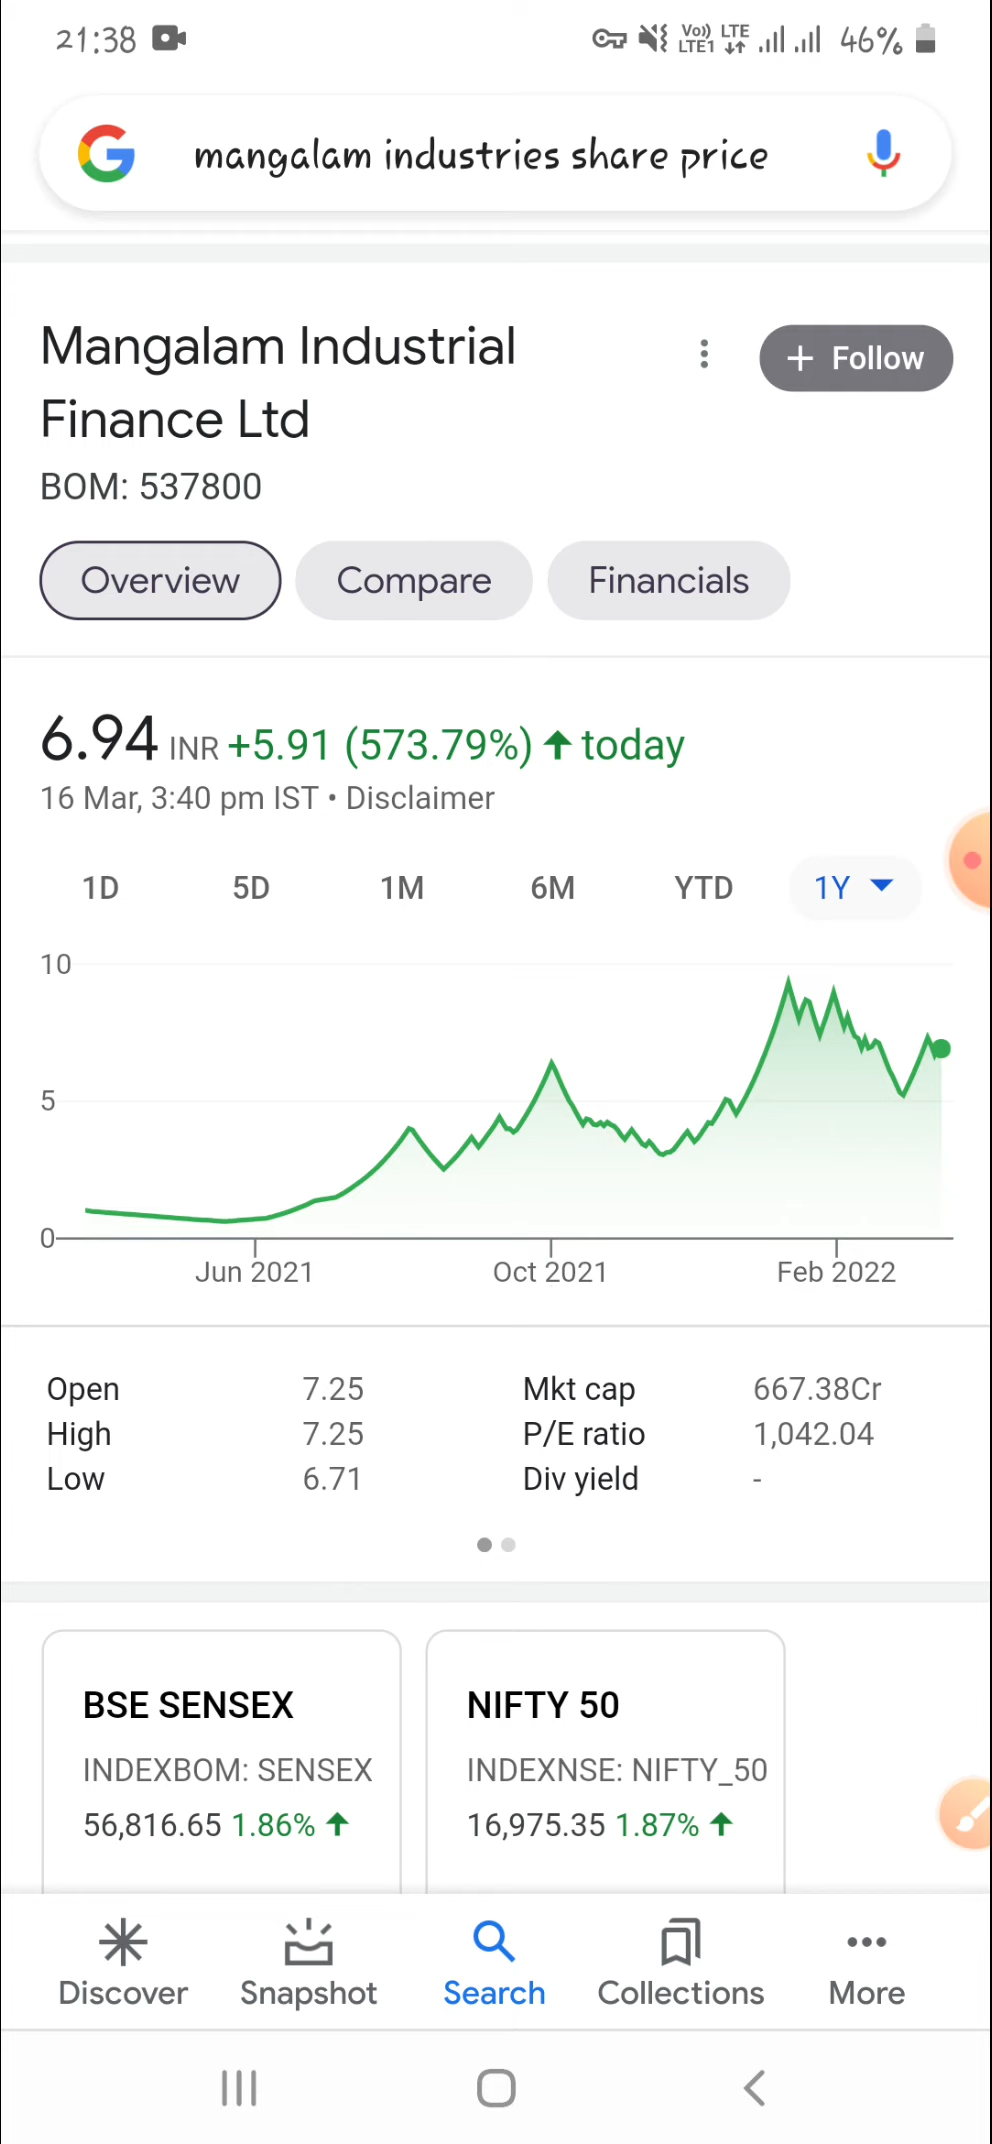 21:38 Vo)) LTE1 LTE 46%
mangalam industries share price
Mangalam Industrial
Finance Ltd
+ Follow
BOM: 537800
Overview Compare Financials
6.94 INR +5.91 (573.79%) ↑ today
16 Mar, 3:40 pm IST • Disclaimer
1D 5D 1M 6M YTD 1Y
10
5
0
Jun 2021 Oct 2021 Feb 2022
Open 7.25 Mkt cap 667.38Cr
High 7.25 P/E ratio 1,042.04
Low 6.71 Div yield -
BSE SENSEX NIFTY 50
INDEXBOM: SENSEX INDEXNSE: NIFTY_50
56,816.65 1.86% ↑ 16,975.35 1.87% ↑
Discover Snapshot Search Collections More